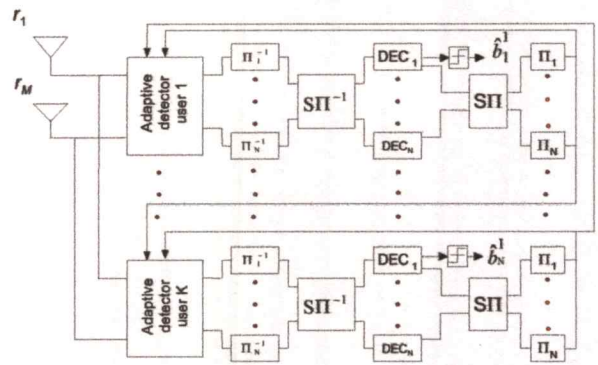 r1
Adaptive detector user 1
Π1⁻¹
SΠ⁻¹
DEC1
b̂1¹
SΠ
Π1
rM
ΠN⁻¹
DECN
ΠN
Adaptive detector user K
Π1⁻¹
SΠ⁻¹
DEC1
b̂N¹
SΠ
Π1
ΠN⁻¹
DECN
ΠN